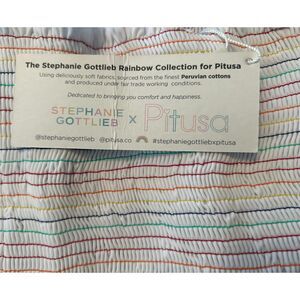 The Stephanie Gottlieb Rainbow Collection for Pitusa
Using deliciously soft fabrics, sourced from the finest Peruvian cottons
and produced under fair trade working conditions.
Dedicated to bringing you comfort and happiness.
STEPHANIE
GOTTLIEB x Pitusa
@stephaniegottlieb @pitusa.co #stephaniegottliebxpitusa